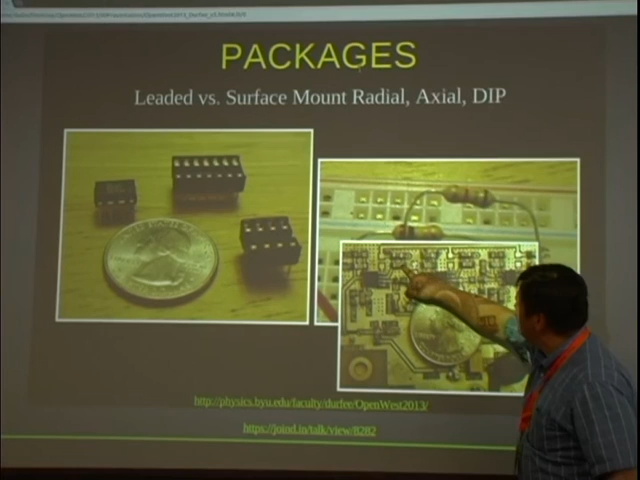 PACKAGES
Leaded vs. Surface Mount Radial, Axial, DIP
http://physics.byu.edu/faculty/durfee/OpenWest2013/
https://joind.in/talk/view/8282